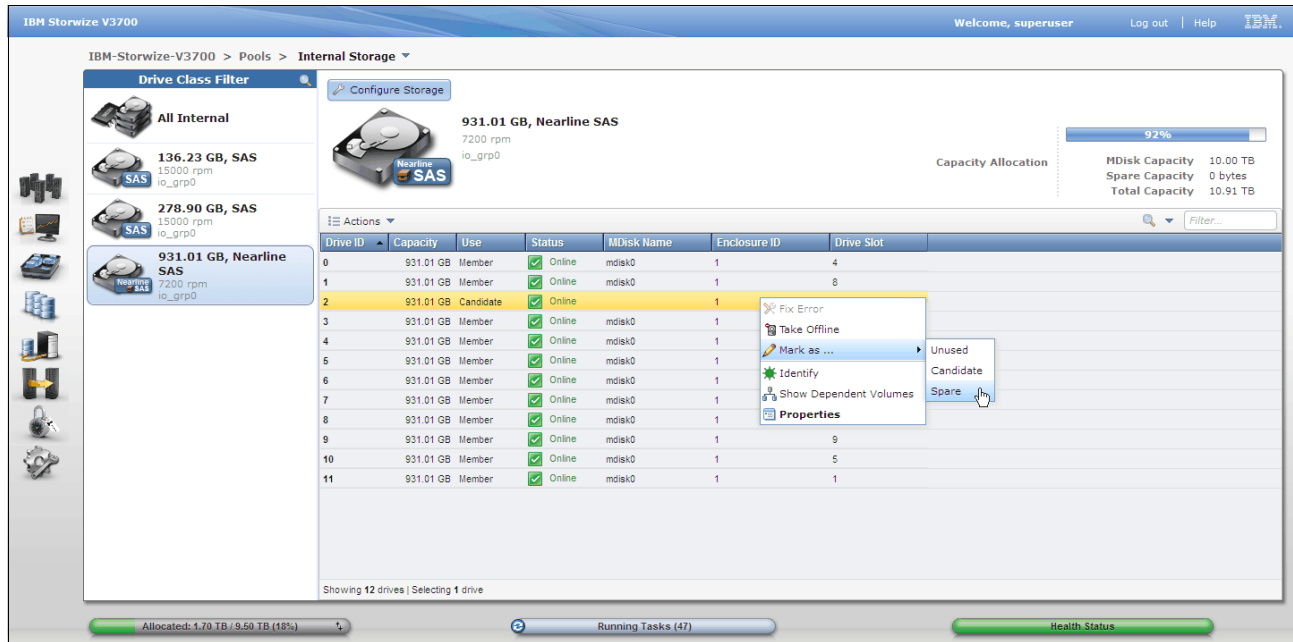 IBM Storwize V3700 Welcome, superuser Log out | Help IBM.
IBM-Storwize-V3700 > Pools > Internal Storage
Drive Class Filter
All Internal
136.23 GB, SAS
15000 rpm
io_grp0
SAS
278.90 GB, SAS
15000 rpm
io_grp0
SAS
931.01 GB, Nearline
SAS
7200 rpm
io_grp0
Nearline
SAS
Configure Storage
Nearline
SAS
931.01 GB, Nearline SAS
7200 rpm
io_grp0
Capacity Allocation
92%
MDisk Capacity 10.00 TB
Spare Capacity 0 bytes
Total Capacity 10.91 TB
Actions Filter...
Drive ID Capacity Use Status MDisk Name Enclosure ID Drive Slot
0 931.01 GB Member Online mdisk0 1 4
1 931.01 GB Member Online mdisk0 1 8
2 931.01 GB Candidate Online 1
3 931.01 GB Member Online mdisk0 1
4 931.01 GB Member Online mdisk0 1
5 931.01 GB Member Online mdisk0 1
6 931.01 GB Member Online mdisk0 1
7 931.01 GB Member Online mdisk0 1
8 931.01 GB Member Online mdisk0 1
9 931.01 GB Member Online mdisk0 1 9
10 931.01 GB Member Online mdisk0 1 5
11 931.01 GB Member Online mdisk0 1 1
Fix Error
Take Offline
Mark as ...
Identify
Show Dependent Volumes
Properties
Unused
Candidate
Spare
Showing 12 drives | Selecting 1 drive
Allocated: 1.70 TB / 9.50 TB (18%) Running Tasks (47) Health Status